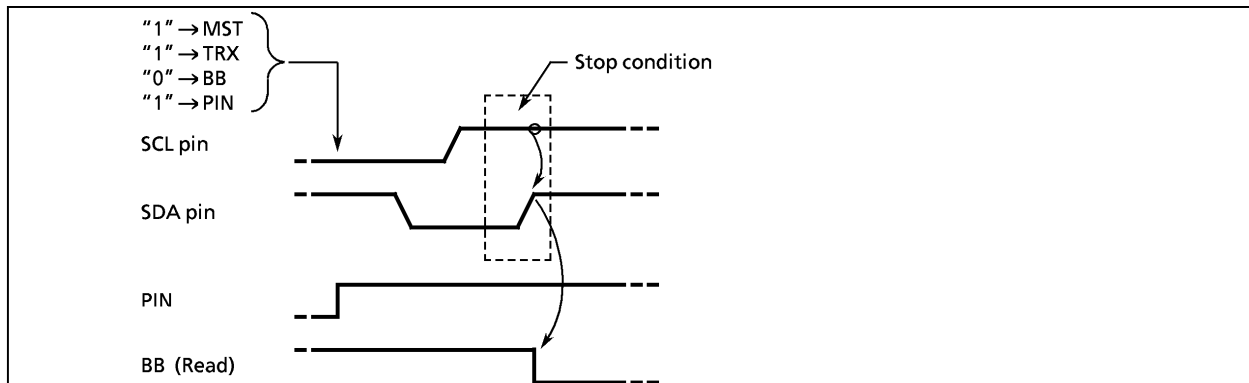 “1” → MST
“1” → TRX
“0” → BB
“1” → PIN
Stop condition
SCL pin
SDA pin
PIN
BB (Read)